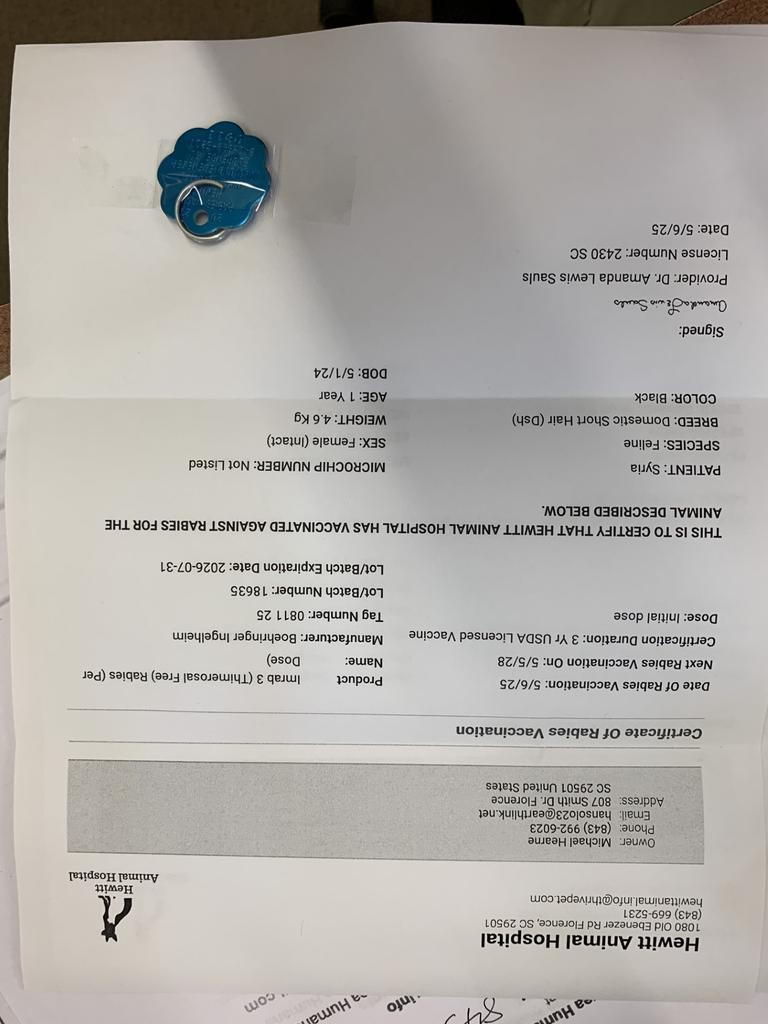 Hewitt Animal Hospital
1080 Old Ebenezer Rd Florence, SC 29501
(843) 669-5231
hewittanimal.info@thrivepet.com
Hewitt
Animal Hospital
Owner: Michael Hearne
Phone: (843) 992-6023
Email: hansolo23@earthlink.net
Address: 807 Smith Dr. Florence
SC 29501 United States
Certificate Of Rabies Vaccination
Date Of Rabies Vaccination: 5/6/25
Next Rabies Vaccination On: 5/5/28
Certification Duration: 3 Yr USDA Licensed Vaccine
Dose: Initial dose
Product Name: Imrab 3 (Thimerosal Free) Rabies (Per
Dose)
Manufacturer: Boehringer Ingelheim
Tag Number: 0811 25
Lot/Batch Number: 18635
Lot/Batch Expiration Date: 2026-07-31
THIS IS TO CERTIFY THAT HEWITT ANIMAL HOSPITAL HAS VACCINATED AGAINST RABIES FOR THE
ANIMAL DESCRIBED BELOW.
PATIENT: Syria
SPECIES: Feline
BREED: Domestic Short Hair (Dsh)
COLOR: Black
MICROCHIP NUMBER: Not Listed
SEX: Female (Intact)
WEIGHT: 4.6 Kg
AGE: 1 Year
DOB: 5/1/24
Signed:
Amanda Lewis Sauls
Provider: Dr. Amanda Lewis Sauls
License Number: 2430 SC
Date: 5/6/25